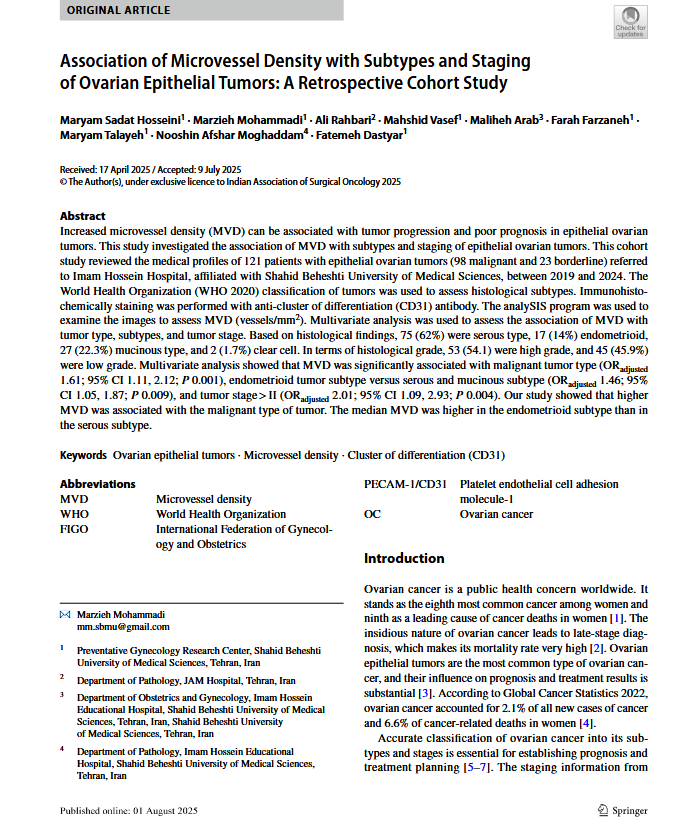 ORIGINAL ARTICLE
Check for
updates
Association of Microvessel Density with Subtypes and Staging
of Ovarian Epithelial Tumors: A Retrospective Cohort Study
Maryam Sadat Hosseini1 · Marzieh Mohammadi1 · Ali Rahbari2 · Mahshid Vasef1 · Maliheh Arab3 · Farah Farzaneh1 ·
Maryam Talayeh1 · Nooshin Afshar Moghaddam4 · Fatemeh Dastyar1
Received: 17 April 2025 / Accepted: 9 July 2025
© The Author(s), under exclusive licence to Indian Association of Surgical Oncology 2025
Abstract
Increased microvessel density (MVD) can be associated with tumor progression and poor prognosis in epithelial ovarian
tumors. This study investigated the association of MVD with subtypes and staging of epithelial ovarian tumors. This cohort
study reviewed the medical profiles of 121 patients with epithelial ovarian tumors (98 malignant and 23 borderline) referred
to Imam Hossein Hospital, affiliated with Shahid Beheshti University of Medical Sciences, between 2019 and 2024. The
World Health Organization (WHO 2020) classification of tumors was used to assess histological subtypes. Immunohisto-
chemically staining was performed with anti-cluster of differentiation (CD31) antibody. The analySIS program was used to
examine the images to assess MVD (vessels/mm2). Multivariate analysis was used to assess the association of MVD with
tumor type, subtypes, and tumor stage. Based on histological findings, 75 (62%) were serous type, 17 (14%) endometrioid,
27 (22.3%) mucinous type, and 2 (1.7%) clear cell. In terms of histological grade, 53 (54.1) were high grade, and 45 (45.9%)
were low grade. Multivariate analysis showed that MVD was significantly associated with malignant tumor type (ORadjusted
1.61; 95% CI 1.11, 2.12; P 0.001), endometrioid tumor subtype versus serous and mucinous subtype (ORadjusted 1.46; 95%
CI 1.05, 1.87; P 0.009), and tumor stage > II (ORadjusted 2.01; 95% CI 1.09, 2.93; P 0.004). Our study showed that higher
MVD was associated with the malignant type of tumor. The median MVD was higher in the endometrioid subtype than in
the serous subtype.
Keywords Ovarian epithelial tumors · Microvessel density · Cluster of differentiation (CD31)
Abbreviations
MVD Microvessel density
WHO World Health Organization
FIGO International Federation of Gynecol-
ogy and Obstetrics
PECAM-1/CD31 Platelet endothelial cell adhesion
molecule-1
OC Ovarian cancer
Marzieh Mohammadi
mm.sbmu@gmail.com
1 Preventative Gynecology Research Center, Shahid Beheshti
University of Medical Sciences, Tehran, Iran
2 Department of Pathology, JAM Hospital, Tehran, Iran
3 Department of Obstetrics and Gynecology, Imam Hossein
Educational Hospital, Shahid Beheshti University of Medical
Sciences, Tehran, Iran, Shahid Beheshti University
of Medical Sciences, Tehran, Iran
4 Department of Pathology, Imam Hossein Educational
Hospital, Shahid Beheshti University of Medical Sciences,
Tehran, Iran
Introduction
Ovarian cancer is a public health concern worldwide. It
stands as the eighth most common cancer among women and
ninth as a leading cause of cancer deaths in women [1]. The
insidious nature of ovarian cancer leads to late-stage diag-
nosis, which makes its mortality rate very high [2]. Ovarian
epithelial tumors are the most common type of ovarian can-
cer, and their influence on prognosis and treatment results is
substantial [3]. According to Global Cancer Statistics 2022,
ovarian cancer accounted for 2.1% of all new cases of cancer
and 6.6% of cancer-related deaths in women [4].
Accurate classification of ovarian cancer into its sub-
types and stages is essential for establishing prognosis and
treatment planning [5–7]. The staging information from
Published online: 01 August 2025
Springer